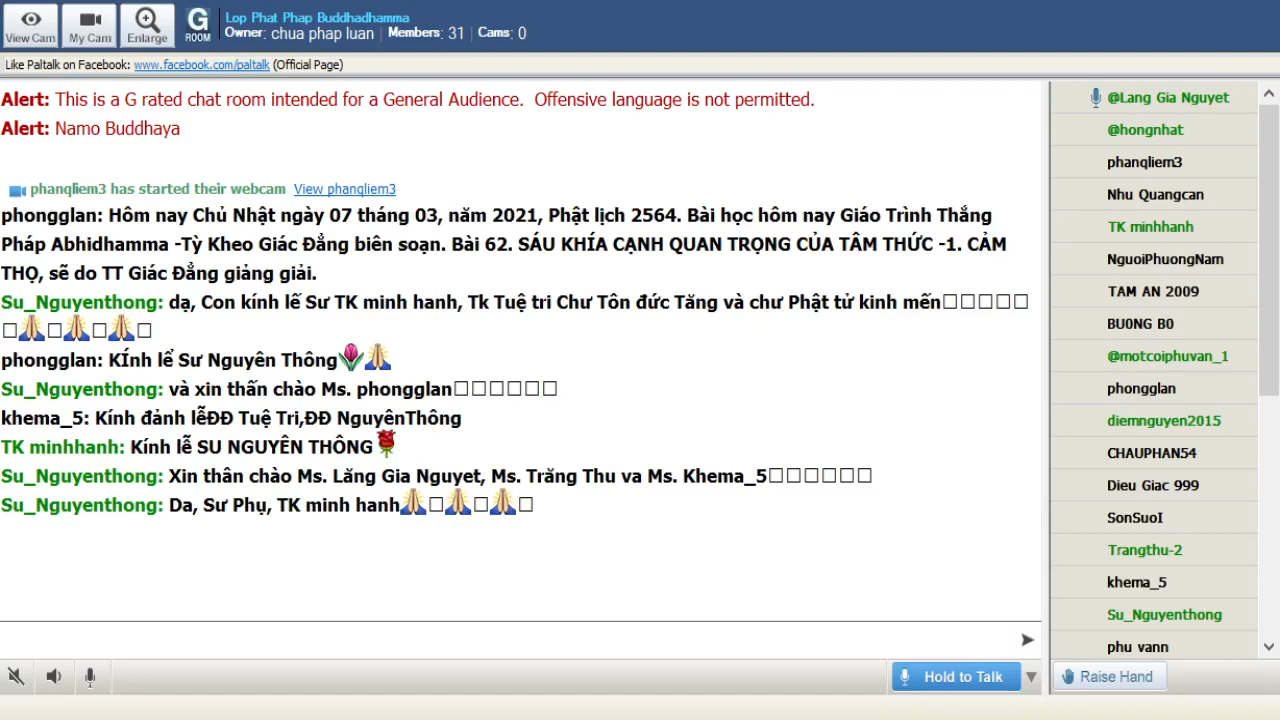 View Cam
My Cam
Enlarge
G
ROOM
Lop Phat Phap Buddhadhamma
Owner: chua phap luan | Members: 31 | Cams: 0
Like Paltalk on Facebook: www.facebook.com/paltalk (Official Page)
Alert: This is a G rated chat room intended for a General Audience. Offensive language is not permitted.
Alert: Namo Buddhaya
phanqliem3 has started their webcam View phanqliem3
phongglan: Hôm nay Chủ Nhật ngày 07 tháng 03, năm 2021, Phật lịch 2564. Bài học hôm nay Giáo Trình Thắng
Pháp Abhidhamma -Tỳ Kheo Giác Đẳng biên soạn. Bài 62. SÁU KHÍA CẠNH QUAN TRỌNG CỦA TÂM THỨC -1. CẢM
THỌ, sẽ do TT Giác Đẳng giảng giải.
Su_Nguyenthong: dạ, Con kính lế Sư TK minh hanh, Tk Tuệ tri Chư Tôn đức Tăng và chư Phật tử kinh mến
phongglan: KÍnh lể Sư Nguyên Thông
Su_Nguyenthong: và xin thấn chào Ms. phongglan
khema_5: Kính đảnh lễĐĐ Tuệ Tri,ĐĐ NguyênThông
TK minhhanh: Kính lễ SU NGUYÊN THÔNG
Su_Nguyenthong: Xin thân chào Ms. Lăng Gia Nguyet, Ms. Trăng Thu va Ms. Khema_5
Su_Nguyenthong: Da, Sư Phụ, TK minh hanh
Hold to Talk
@Lang Gia Nguyet
@hongnhat
phanqliem3
Nhu Quangcan
TK minhhanh
NguoiPhuongNam
TAM AN 2009
BU0NG B0
@motcoiphuvan_1
phongglan
diemnguyen2015
CHAUPHAN54
Dieu Giac 999
SonSuoI
Trangthu-2
khema_5
Su_Nguyenthong
phu vann
Raise Hand